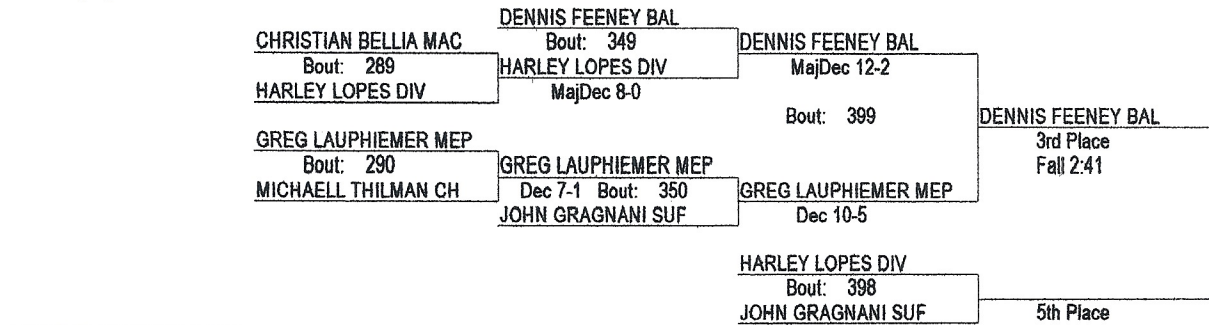 DENNIS FEENEY BAL
CHRISTIAN BELLIA MAC
Bout: 349
DENNIS FEENEY BAL
Bout: 289
HARLEY LOPES DIV
MajDec 12-2
HARLEY LOPES DIV
MajDec 8-0
Bout: 399
DENNIS FEENEY BAL
GREG LAUPHIEMER MEP
3rd Place
Bout: 290
GREG LAUPHIEMER MEP
Fall 2:41
MICHAELL THILMAN CH
Dec 7-1 Bout: 350
GREG LAUPHIEMER MEP
JOHN GRAGNANI SUF
Dec 10-5
HARLEY LOPES DIV
Bout: 398
JOHN GRAGNANI SUF
5th Place